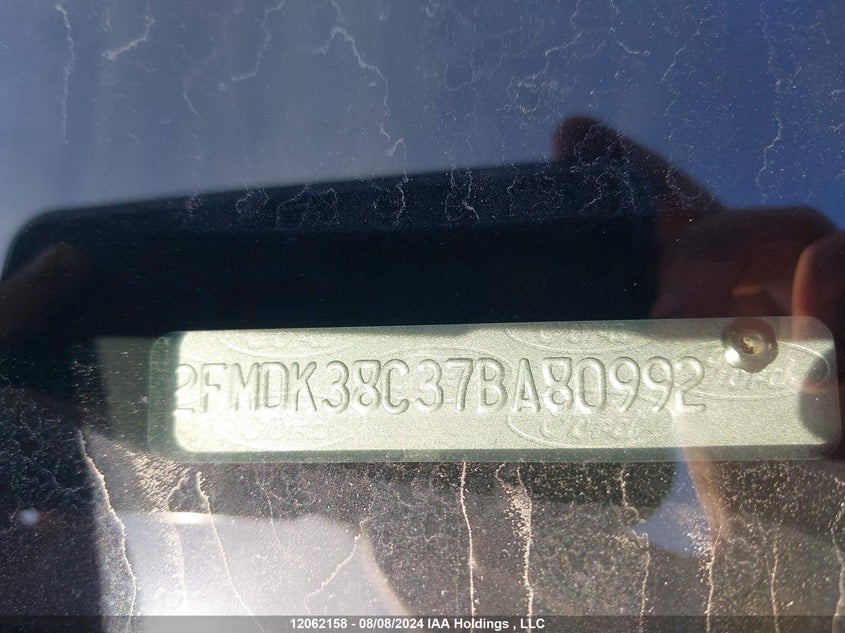 2FMDK38C37BA80992
12062158 - 08/08/2024 IAA Holdings , LLC